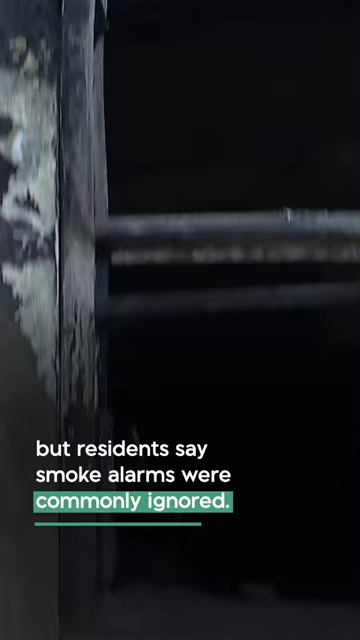 but residents say
smoke alarms were
commonly ignored.